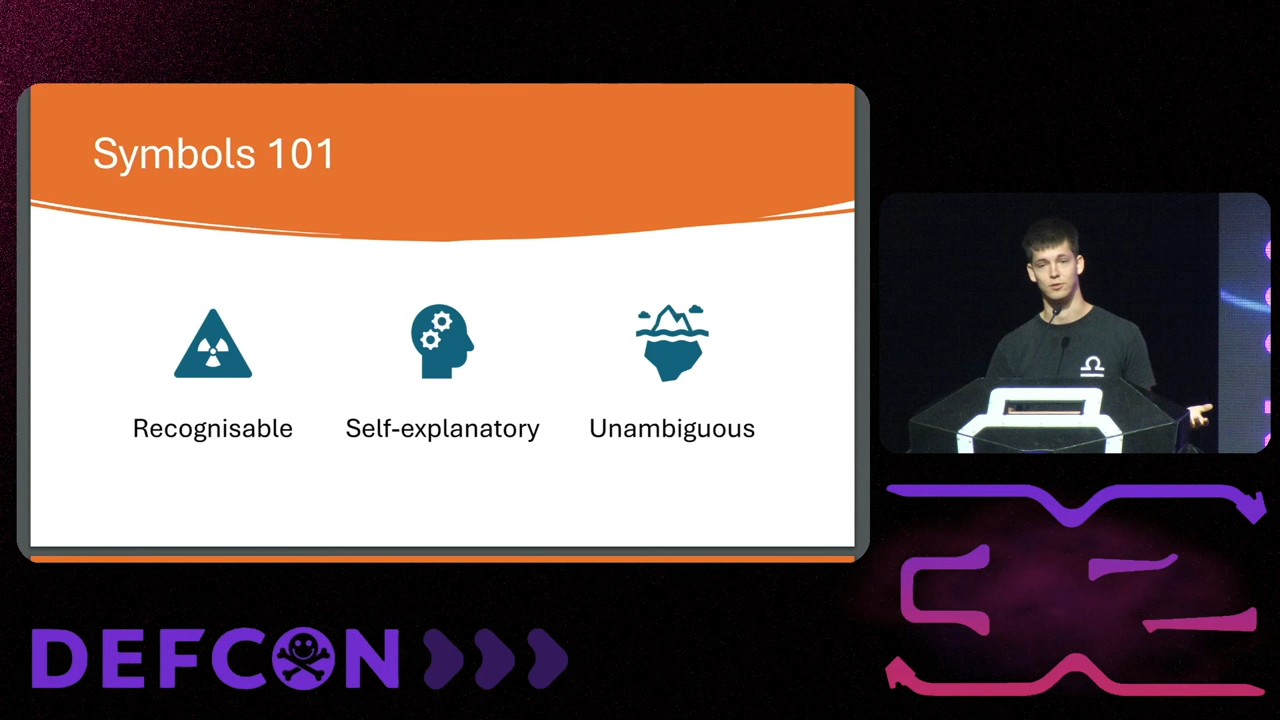 Symbols 101
Recognisable
Self-explanatory
Unambiguous
DEFCON